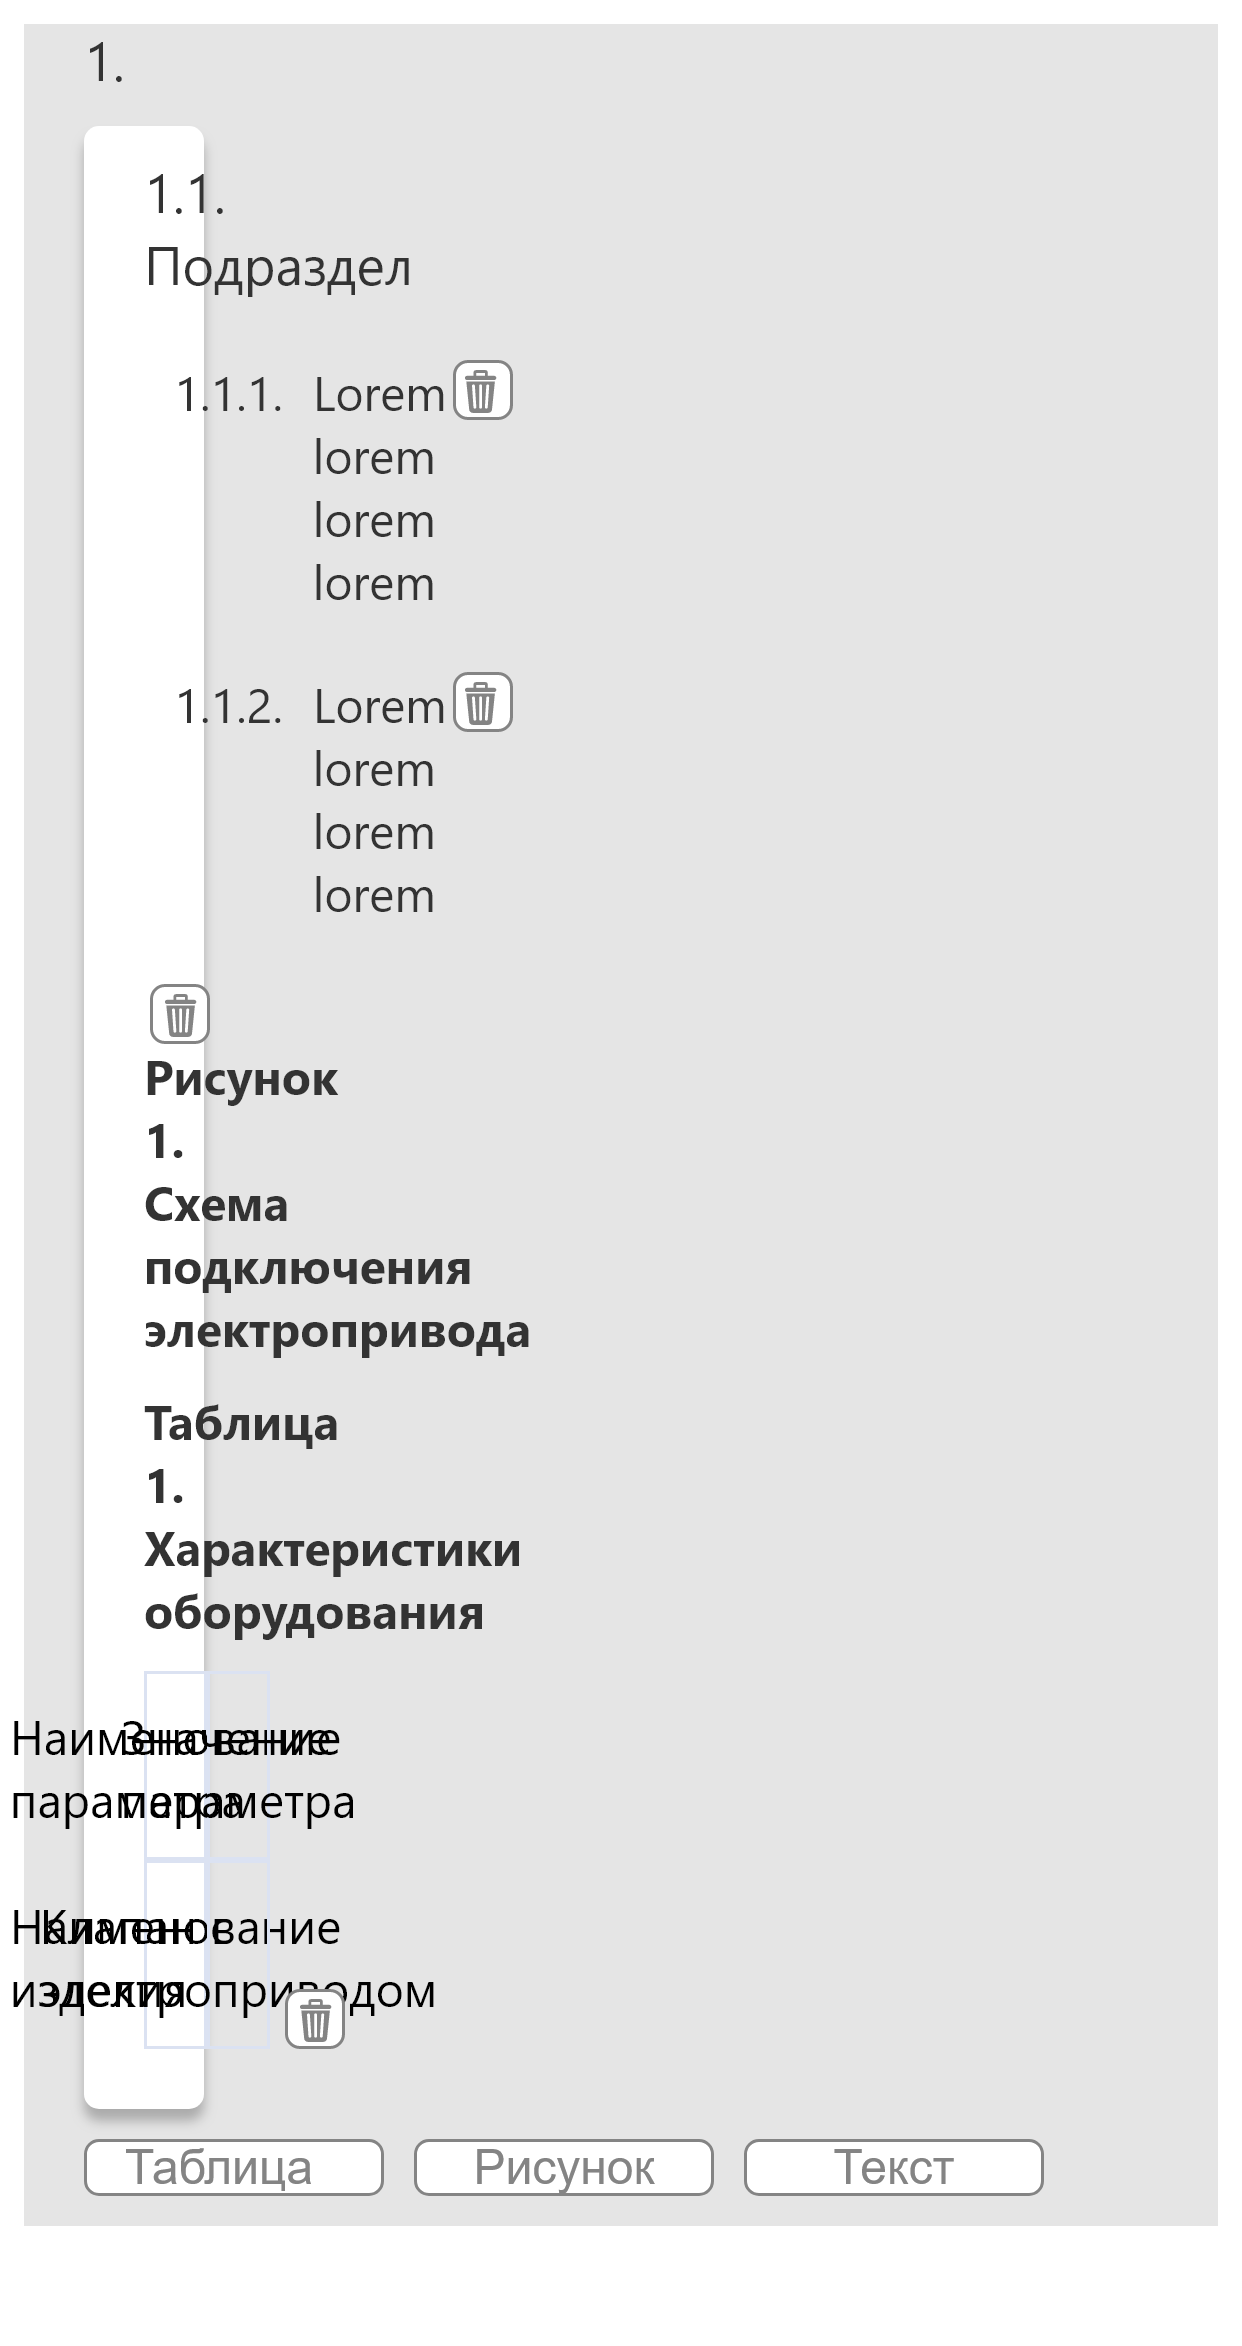 1.
1.1.
Подраздел
1.1.1. Lorem
lorem
lorem
lorem
1.1.2. Lorem
lorem
lorem
lorem
Рисунок
1.
Схема
подключения
электропривода
Таблица
1.
Характеристики
оборудования
Наименование
параметра
Значение
параметра
Наименование
изделия
Клапан с
электроприводом
Таблица Рисунок Текст